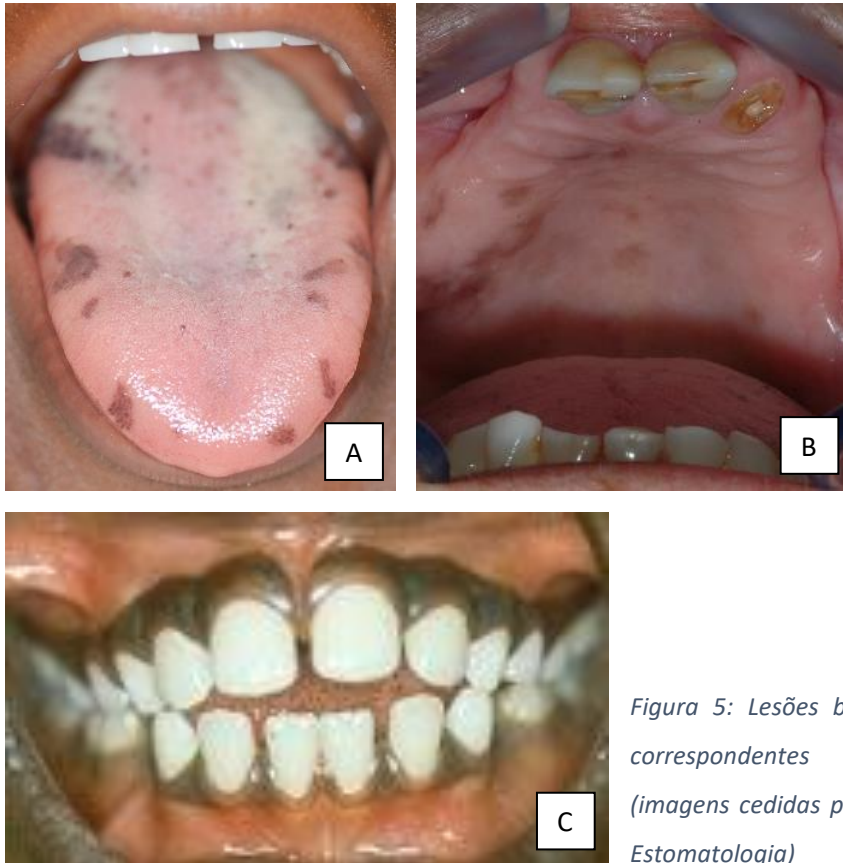 A
B
C
Figura 5: Lesões
correspondentes
(imagens cedidas
Estomatologia)